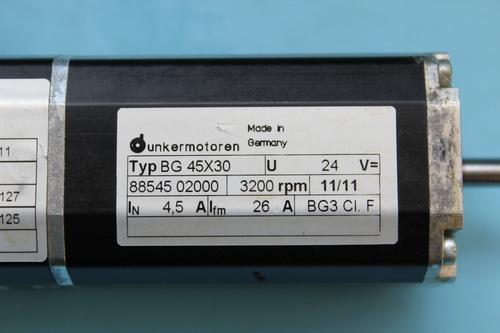 11
127
125
dunkermotoren
Made in
Germany
Typ BG 45X30 U 24 V=
88545 02000 3200 rpm 11/11
IN 4,5 A Ifm 26 A BG3 Cl. F